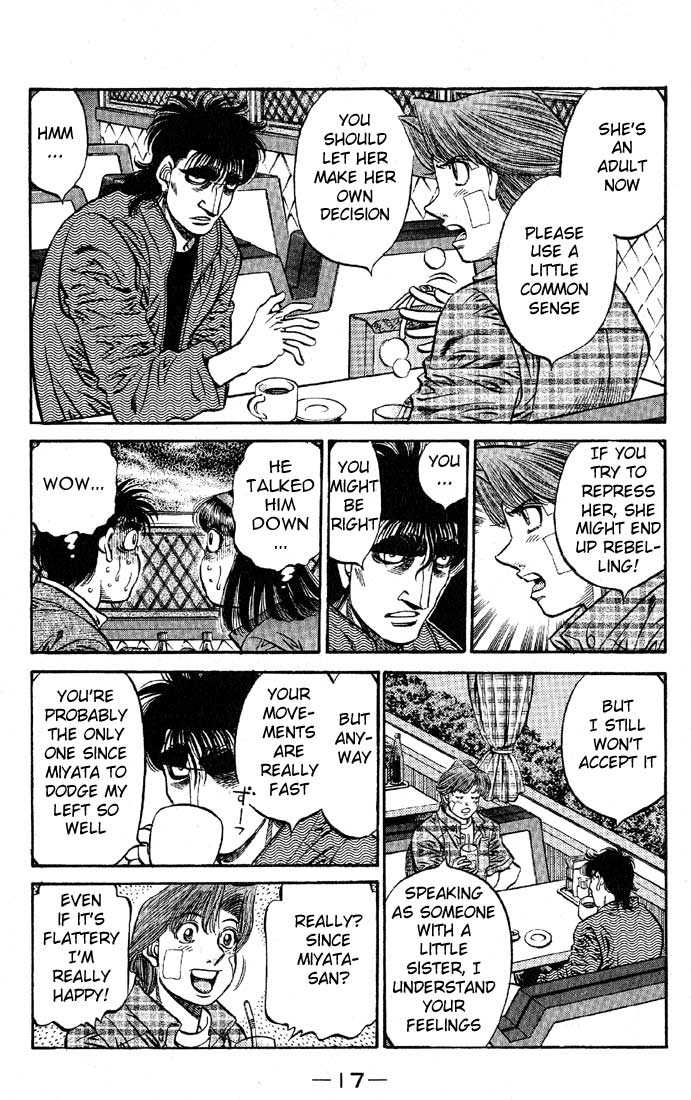 SHE'S
AN
ADULT
NOW
PLEASE
USE A
LITTLE
COMMON
SENSE
YOU
SHOULD
LET HER
MAKE HER
OWN
DECISION
HMM
...
IF YOU
TRY TO
REPRESS
HER, SHE
MIGHT END
UP REBEL-
LING!
YOU
...
YOU
MIGHT
BE
RIGHT
HE
TALKED
HIM
DOWN
...
WOW...
BUT
I STILL
WON'T
ACCEPT IT
SPEAKING
AS SOMEONE
WITH A
LITTLE
SISTER, I
UNDERSTAND
YOUR
FEELINGS
BUT
ANY-
WAY
YOUR
MOVE-
MENTS
ARE
REALLY
FAST
ずーっ
YOU'RE
PROBABLY
THE ONLY
ONE SINCE
MIYATA TO
DODGE MY
LEFT SO
WELL
REALLY?
SINCE
MIYATA-
SAN?
EVEN
IF IT'S
FLATTERY
I'M
REALLY
HAPPY!
—17—